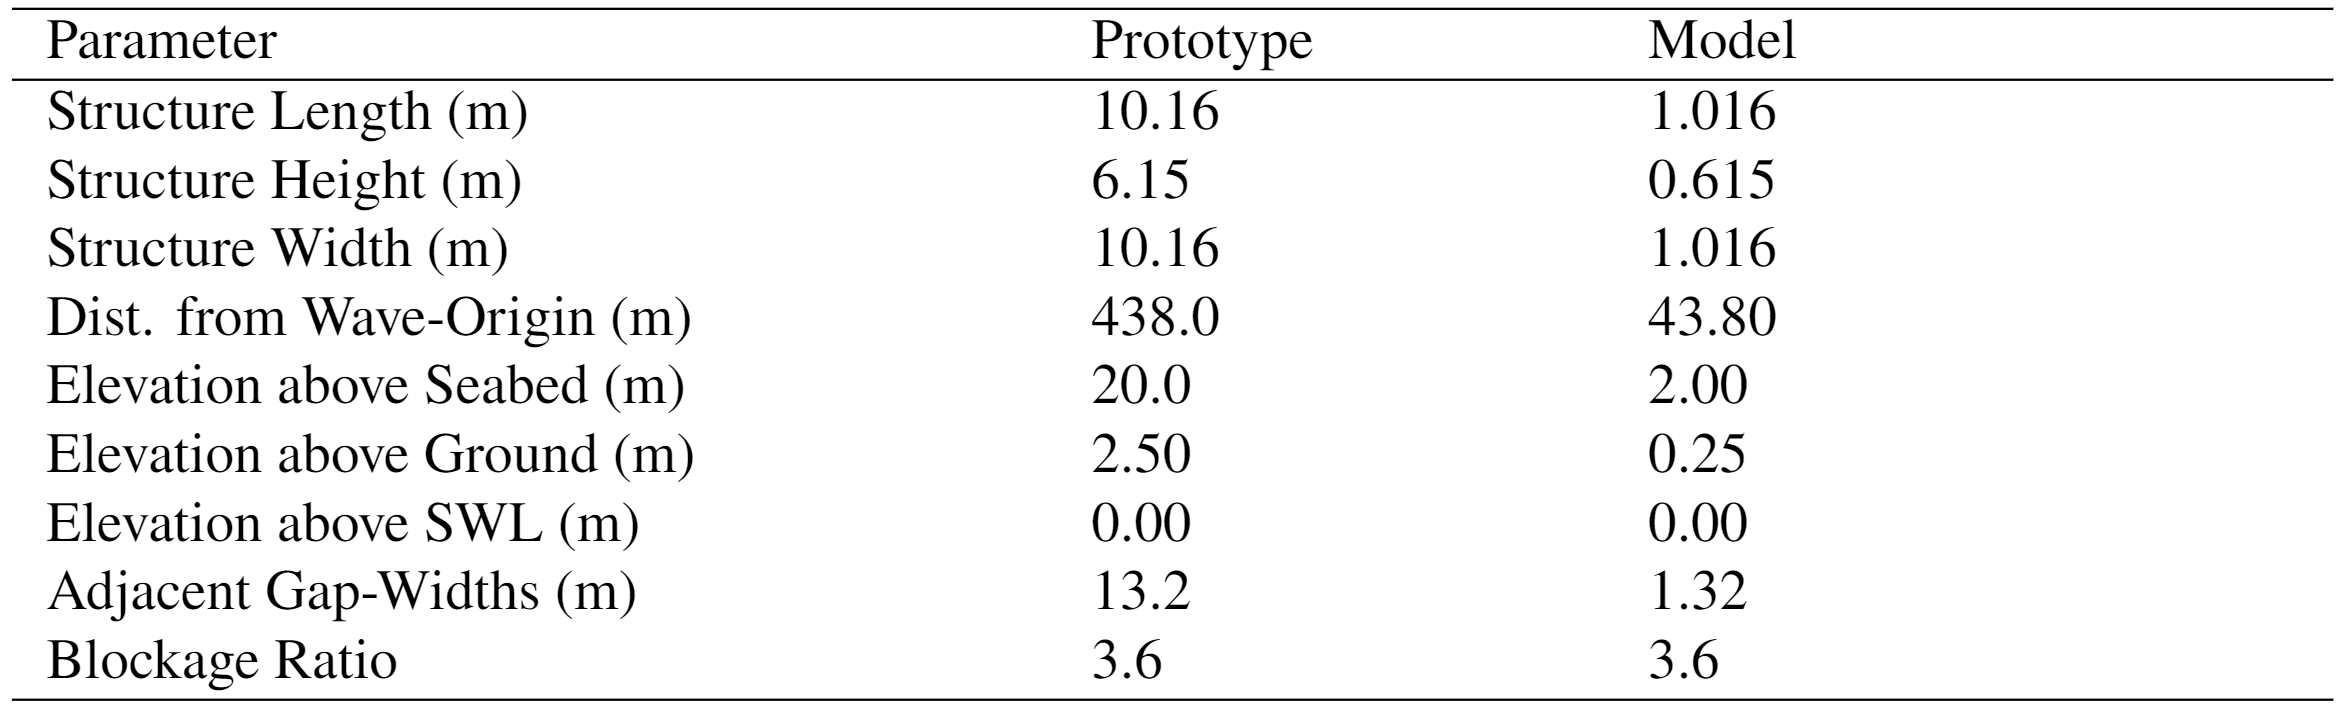 Parameter Prototype Model
Structure Length (m) 10.16 1.016
Structure Height (m) 6.15 0.615
Structure Width (m) 10.16 1.016
Dist. from Wave-Origin (m) 438.0 43.80
Elevation above Seabed (m) 20.0 2.00
Elevation above Ground (m) 2.50 0.25
Elevation above SWL (m) 0.00 0.00
Adjacent Gap-Widths (m) 13.2 1.32
Blockage Ratio 3.6 3.6